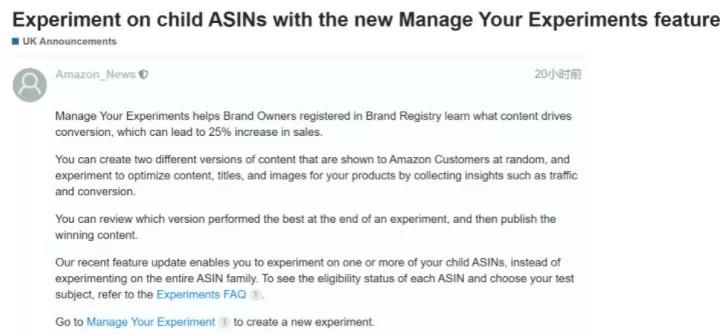 Experiment on child ASINs with the new Manage Your Experiments feature
UK Announcements
Amazon_News
20小时前
Manage Your Experiments helps Brand Owners registered in Brand Registry learn what content drives
conversion, which can lead to 25% increase in sales.
You can create two different versions of content that are shown to Amazon Customers at random, and
experiment to optimize content, titles, and images for your products by collecting insights such as traffic
and conversion.
You can review which version performed the best at the end of an experiment, and then publish the
winning content.
Our recent feature update enables you to experiment on one or more of your child ASINs, instead of
experimenting on the entire ASIN family. To see the eligibility status of each ASIN and choose your test
subject, refer to the Experiments FAQ 1 .
Go to Manage Your Experiment 1 to create a new experiment.